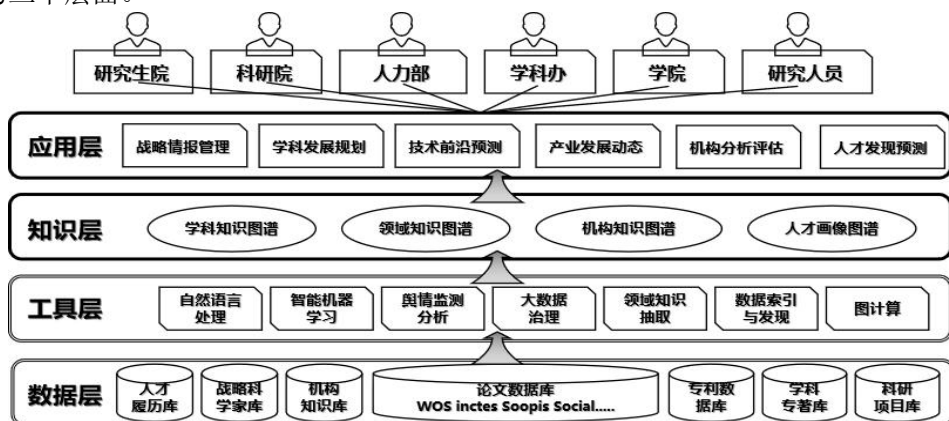 研究生院 科研院 人力部 学科办 学院 研究人员
应用层 战略情报管理 学科发展规划 技术前沿预测 产业发展动态 机构分析评估 人才发现预测
知识层 学科知识图谱 领域知识图谱 机构知识图谱 人才画像图谱
工具层
自然语言
处理
智能机器
学习
舆情监测
分析
大数据
治理
领域知识
抽取
数据索引
与发现
图计算
数据层
人才
履历库
战略科
学家库
机构
知识库
论文数据库
WOS inctes Soopis Social.....
专利数
据库
学科
专著库
科研
项目库